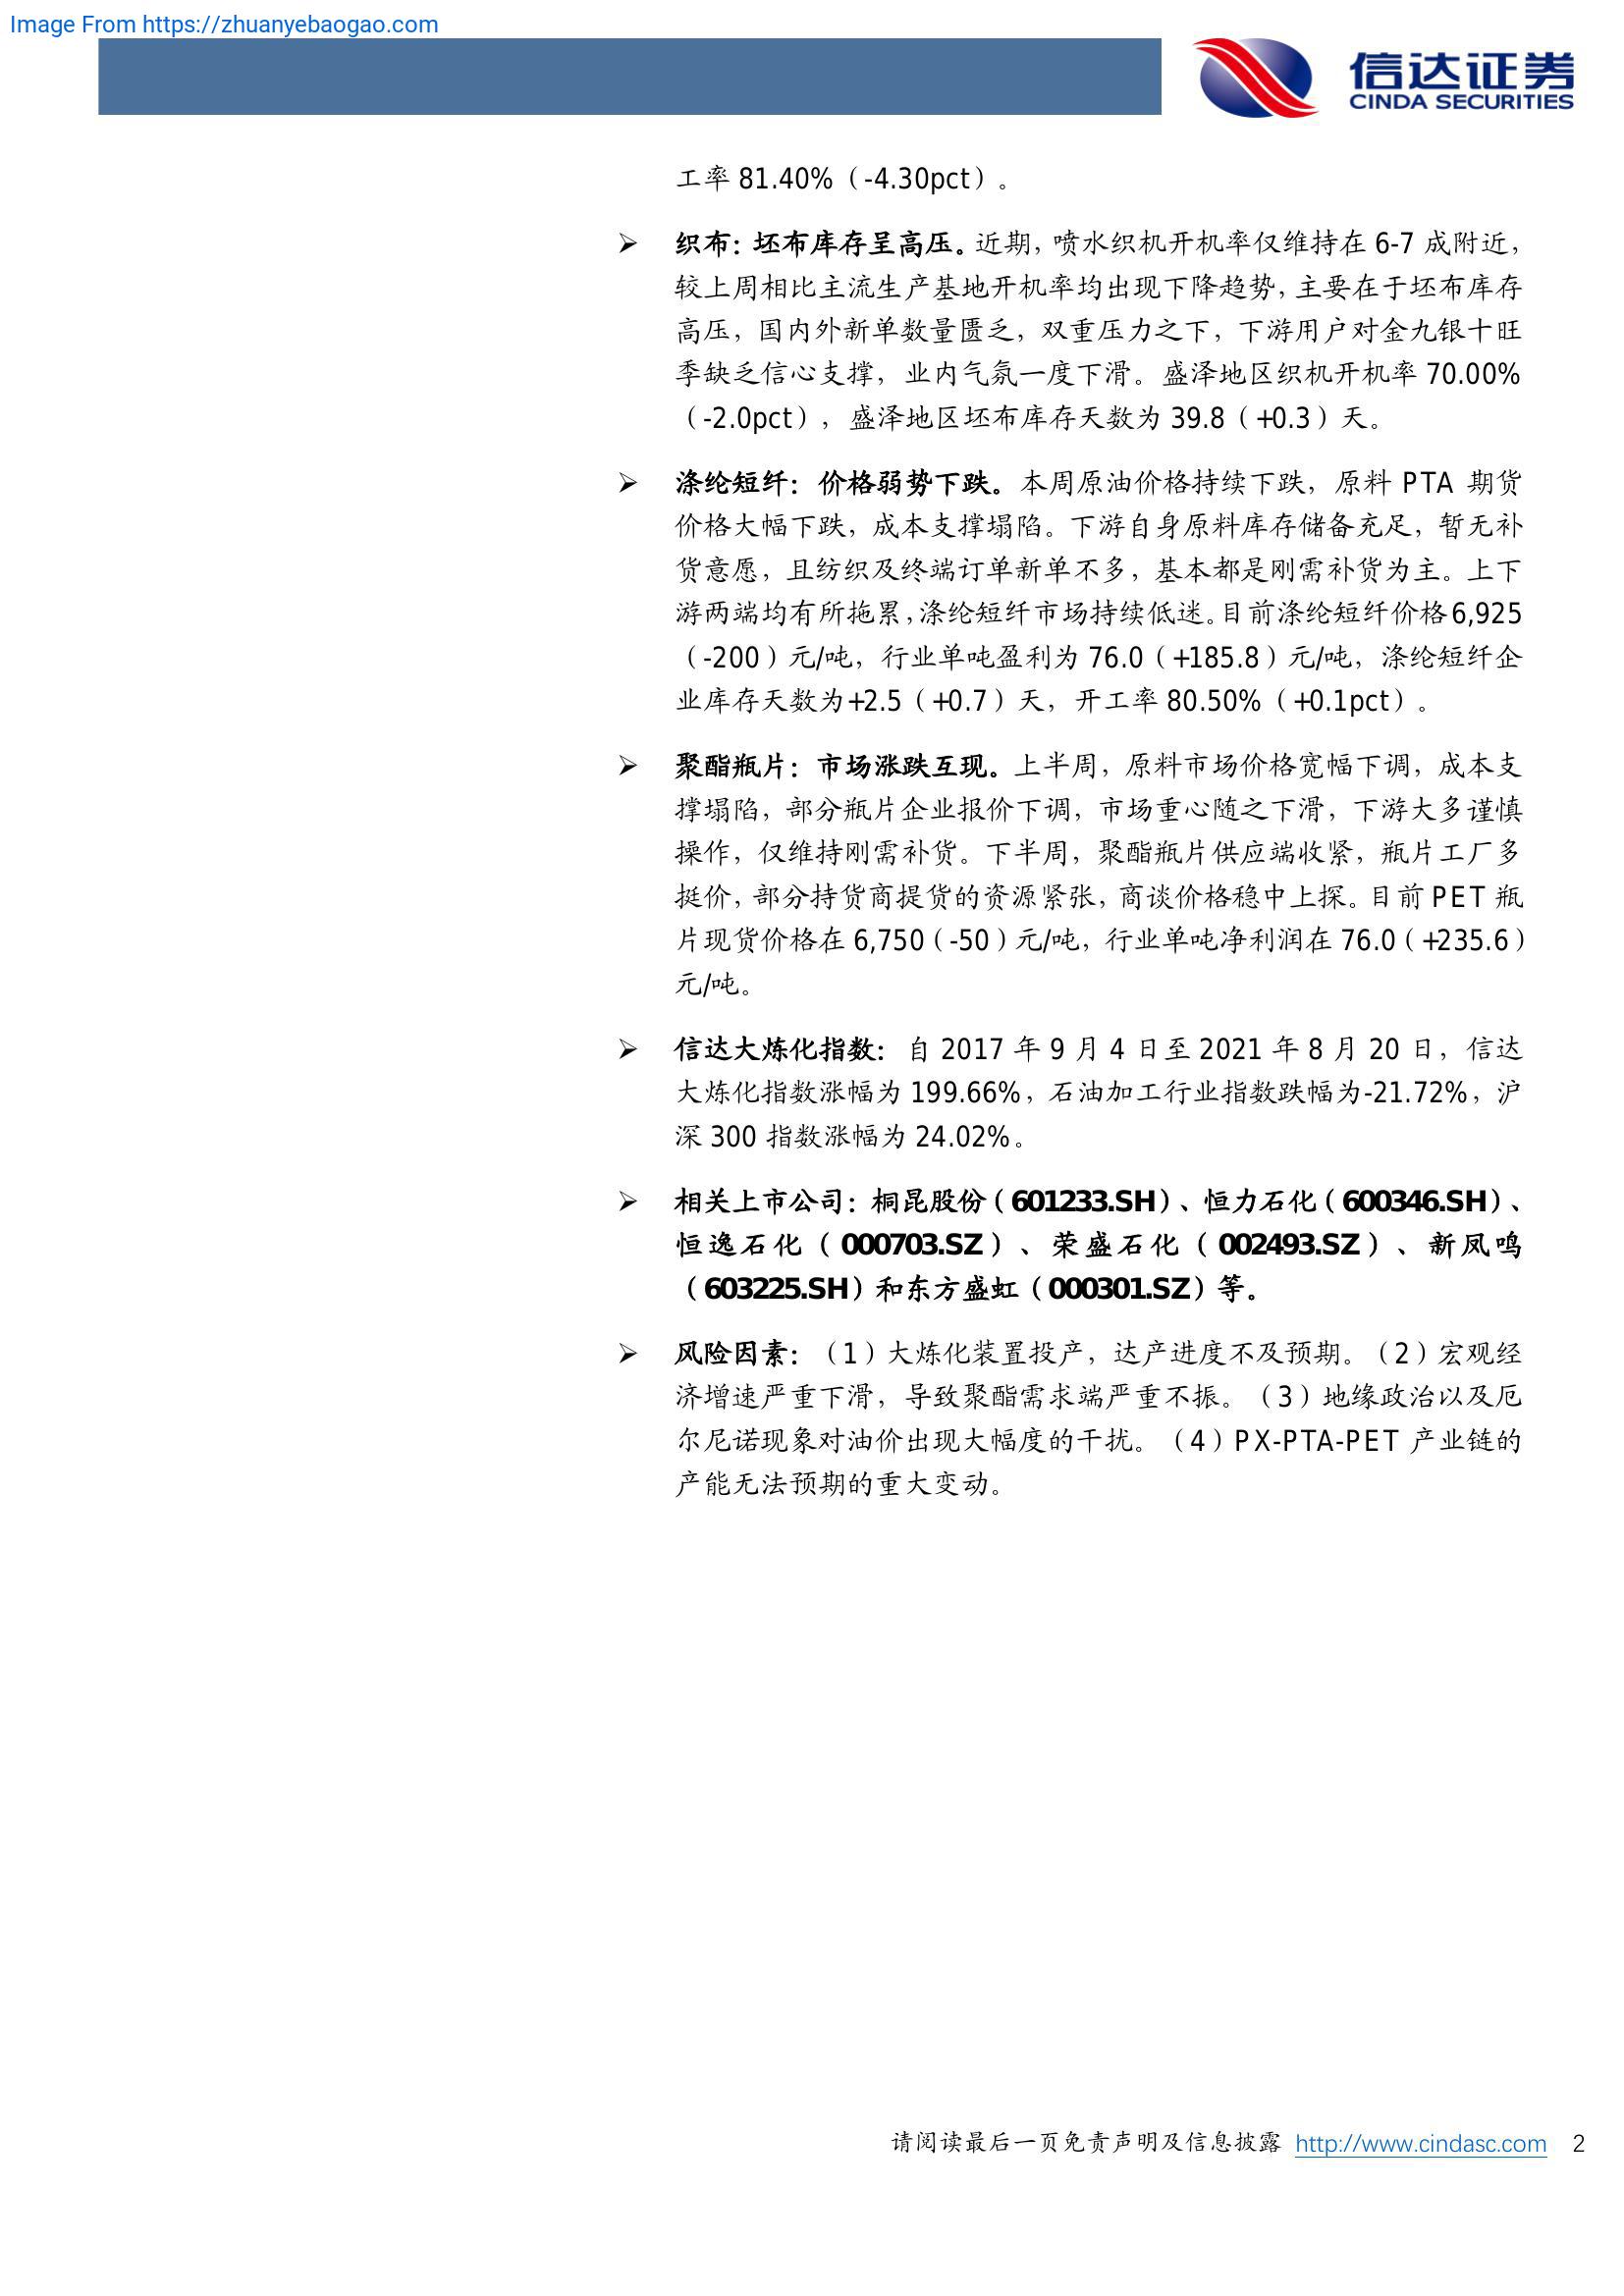 Image From https://zhuanyebaogao.com
信达证券
CINDA SECURITIES
工率 81.40%（-4.30pct）。
➢ 织布：坯布库存呈高压。近期，喷水织机开机率仅维持在 6-7 成附近，
较上周相比主流生产基地开机率均出现下降趋势，主要在于坯布库存
高压，国内外新单数量匮乏，双重压力之下，下游用户对金九银十旺
季缺乏信心支撑，业内气氛一度下滑。盛泽地区织机开机率 70.00%
（-2.0pct），盛泽地区坯布库存天数为 39.8（+0.3）天。
➢ 涤纶短纤：价格弱势下跌。本周原油价格持续下跌，原料 PTA 期货
价格大幅下跌，成本支撑塌陷。下游自身原料库存储备充足，暂无补
货意愿，且纺织及终端订单新单不多，基本都是刚需补货为主。上下
游两端均有所拖累，涤纶短纤市场持续低迷。目前涤纶短纤价格 6,925
（-200）元/吨，行业单吨盈利为 76.0（+185.8）元/吨，涤纶短纤企
业库存天数为+2.5（+0.7）天，开工率 80.50%（+0.1pct）。
➢ 聚酯瓶片：市场涨跌互现。上半周，原料市场价格宽幅下调，成本支
撑塌陷，部分瓶片企业报价下调，市场重心随之下滑，下游大多谨慎
操作，仅维持刚需补货。下半周，聚酯瓶片供应端收紧，瓶片工厂多
挺价，部分持货商提货的资源紧张，商谈价格稳中上探。目前 PET 瓶
片现货价格在 6,750（-50）元/吨，行业单吨净利润在 76.0（+235.6）
元/吨。
➢ 信达大炼化指数：自 2017 年 9 月 4 日至 2021 年 8 月 20 日，信达
大炼化指数涨幅为 199.66%，石油加工行业指数跌幅为-21.72%，沪
深 300 指数涨幅为 24.02%。
➢ 相关上市公司：桐昆股份（601233.SH）、恒力石化（600346.SH）、
恒逸石化（000703.SZ）、荣盛石化（002493.SZ）、新凤鸣
（603225.SH）和东方盛虹（000301.SZ）等。
➢ 风险因素：（1）大炼化装置投产，达产进度不及预期。（2）宏观经
济增速严重下滑，导致聚酯需求端严重不振。（3）地缘政治以及厄
尔尼诺现象对油价出现大幅度的干扰。（4）PX-PTA-PET 产业链的
产能无法预期的重大变动。
请阅读最后一页免责声明及信息披露 http://www.cindasc.com 2